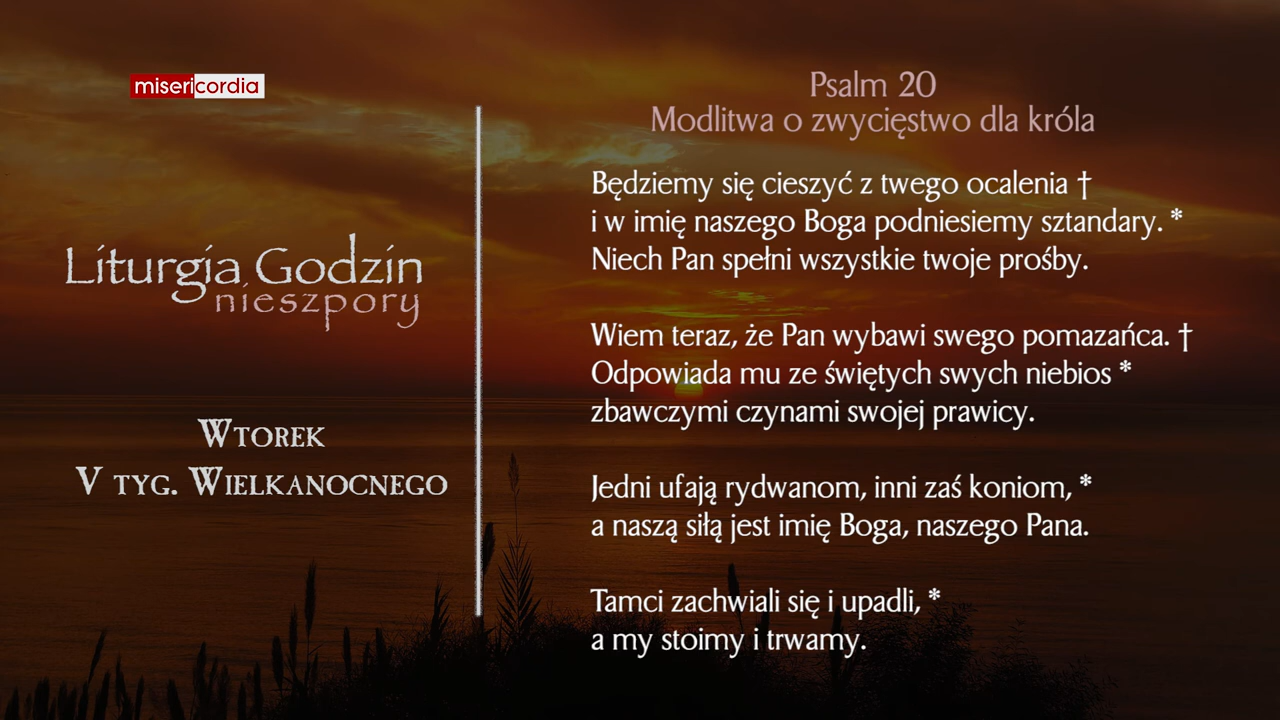 misericordia
Liturgia Godzin
nieszpory
Wtorek
V tyg. Wielkanocnego
Psalm 20
Modlitwa o zwycięstwo dla króla
Będziemy się cieszyć z twego ocalenia †
i w imię naszego Boga podniesiemy sztandary. *
Niech Pan spełni wszystkie twoje prośby.
Wiem teraz, że Pan wybawi swego pomazańca. †
Odpowiada mu ze świętych swych niebios *
zbawczymi czynami swojej prawicy.
Jedni ufają rydwanom, inni zaś koniom, *
a naszą siłą jest imię Boga, naszego Pana.
Tamci zachwiali się i upadli, *
a my stoimy i trwamy.